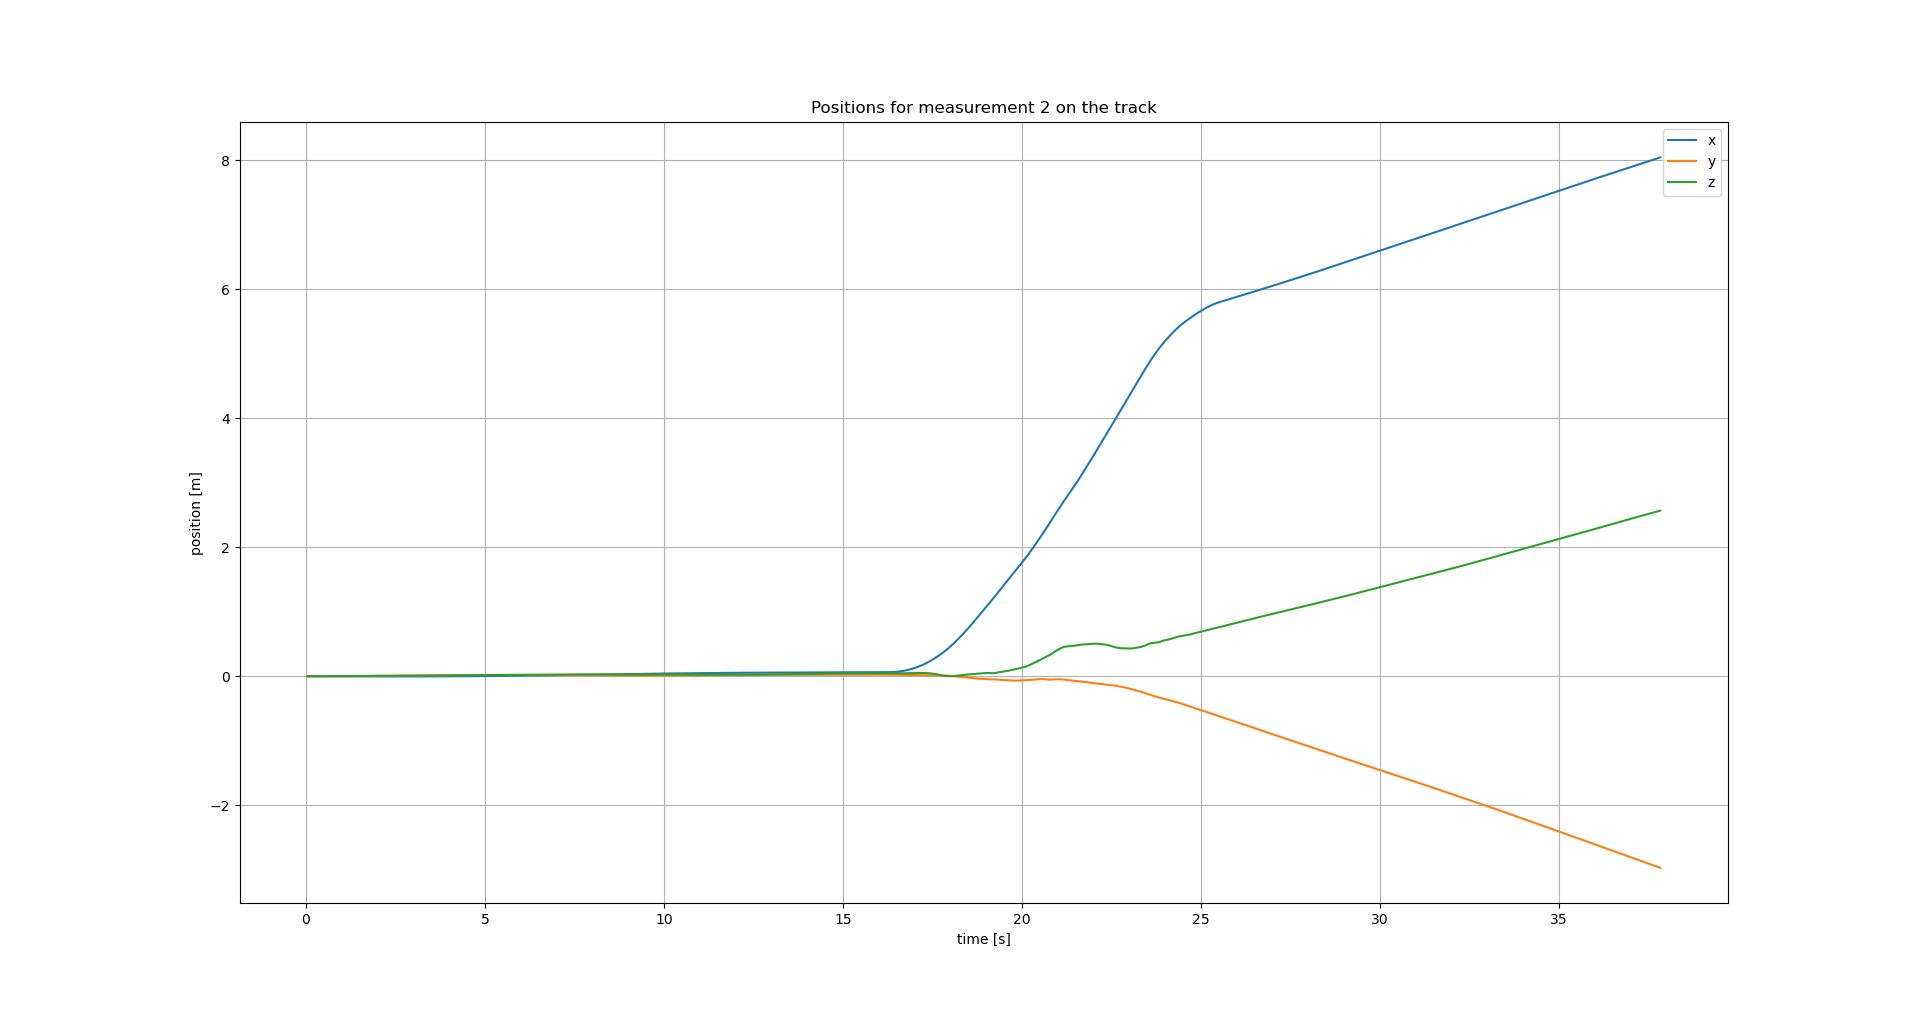 Positions for measurement 2 on the track
x
y
z
8
6
4
2
0
−2
position [m]
0 5 10 15 20 25 30 35
time [s]